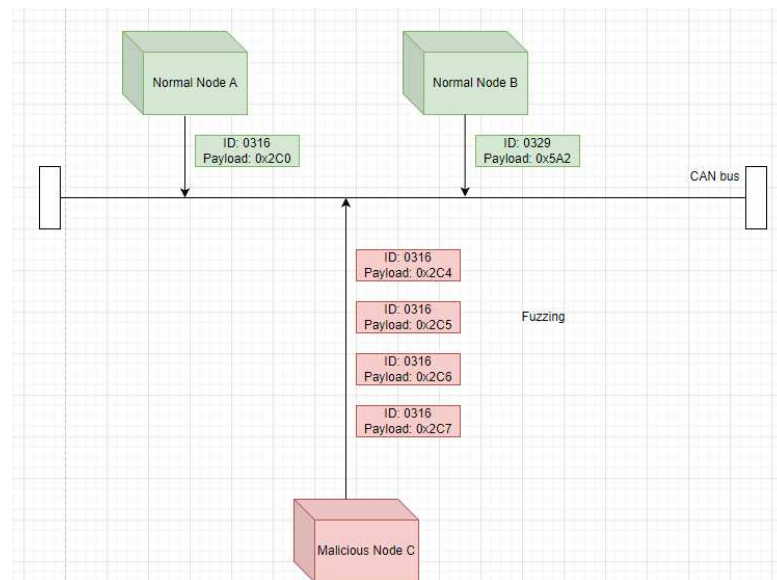 Normal Node A
Normal Node B
ID: 0316
Payload: 0x2C0
ID: 0329
Payload: 0x5A2
CAN bus
ID: 0316
Payload: 0x2C4
ID: 0316
Payload: 0x2C5
Fuzzing
ID: 0316
Payload: 0x2C6
ID: 0316
Payload: 0x2C7
Malicious Node C